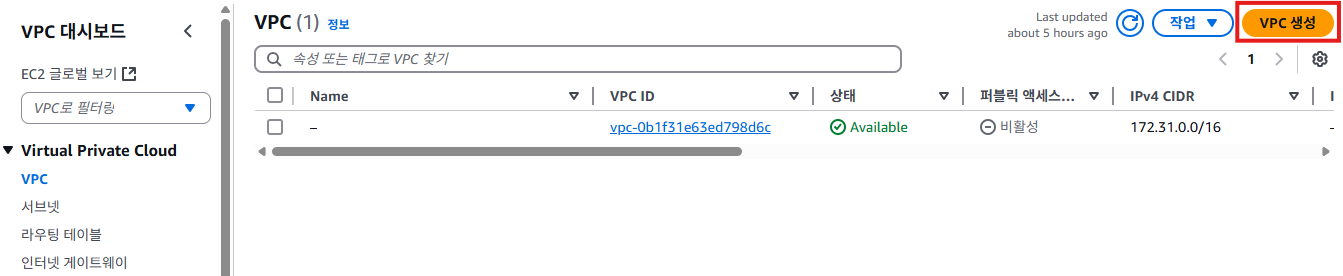 VPC 대시보드
EC2 글로벌 보기
VPC로 필터링
Virtual Private Cloud
VPC
서브넷
라우팅 테이블
인터넷 게이트웨이
VPC (1) 정보
Last updated
about 5 hours ago
작업
VPC 생성
속성 또는 태그로 VPC 찾기
1
Name VPC ID 상태 퍼블릭 액세스... IPv4 CIDR
– vpc-0b1f31e63ed798d6c Available 비활성 172.31.0.0/16 –